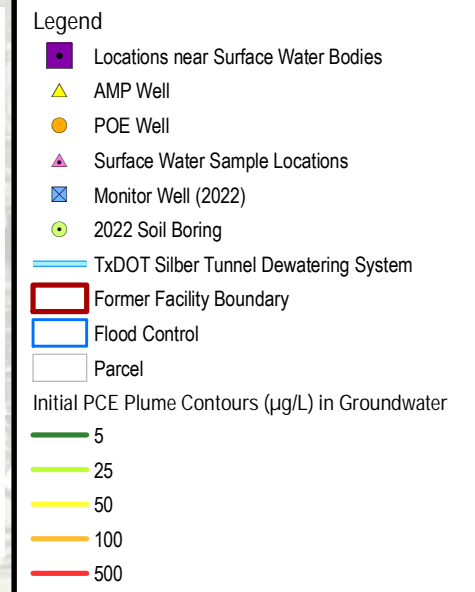 Legend
Locations near Surface Water Bodies
AMP Well
POE Well
Surface Water Sample Locations
Monitor Well (2022)
2022 Soil Boring
TxDOT Silber Tunnel Dewatering System
Former Facility Boundary
Flood Control
Parcel
Initial PCE Plume Contours (µg/L) in Groundwater
5
25
50
100
500